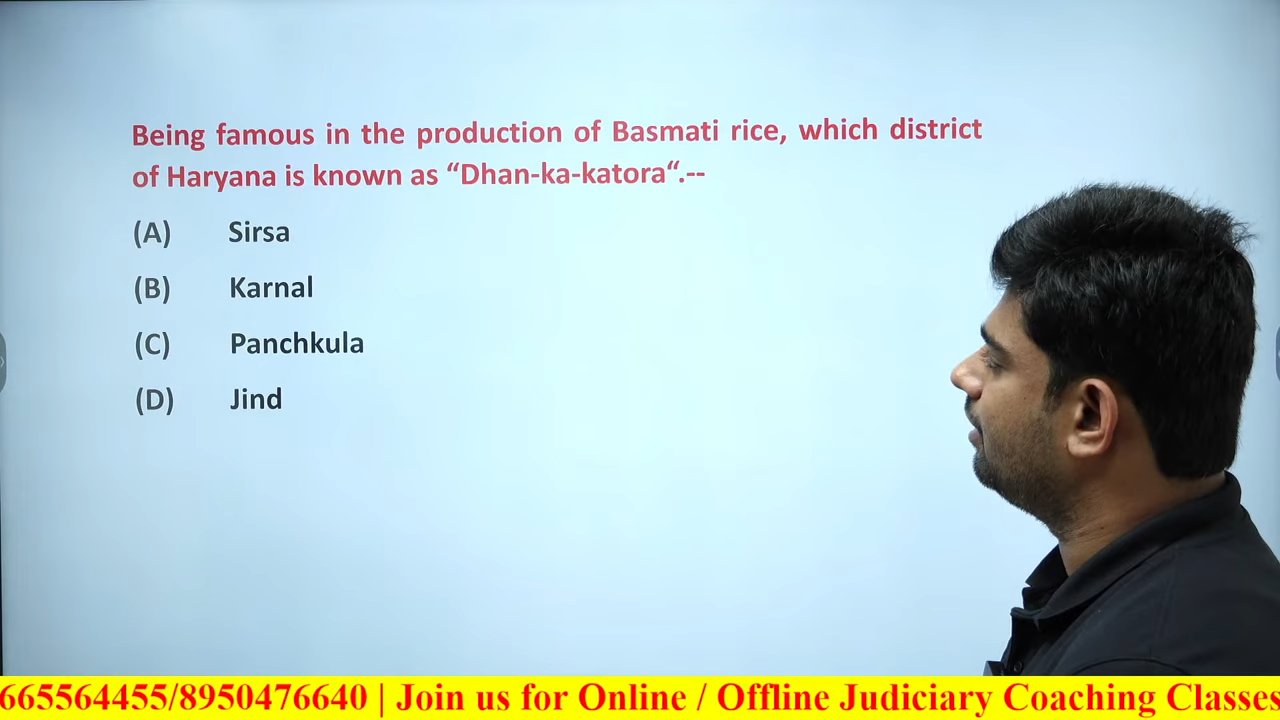 Being famous in the production of Basmati rice, which district
of Haryana is known as “Dhan-ka-katora“.--
(A) Sirsa
(B) Karnal
(C) Panchkula
(D) Jind
665564455/8950476640 | Join us for Online / Offline Judiciary Coaching Classes